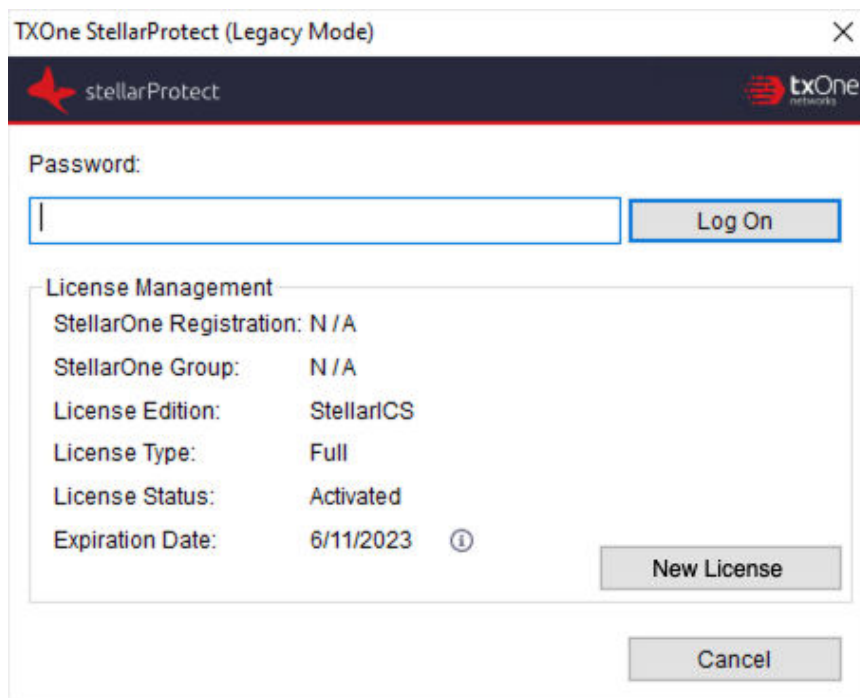 TXOne StellarProtect (Legacy Mode)
stellarProtect
txOne
networks
Password:
Log On
License Management
StellarOne Registration: N/A
StellarOne Group: N/A
License Edition: StellarICS
License Type: Full
License Status: Activated
Expiration Date: 6/11/2023
New License
Cancel